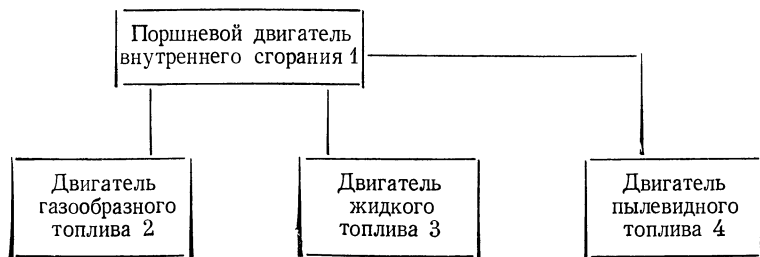 Поршневой двигатель
внутреннего сгорания 1
Двигатель
газообразного
топлива 2
Двигатель
жидкого
топлива 3
Двигатель
пылевидного
топлива 4